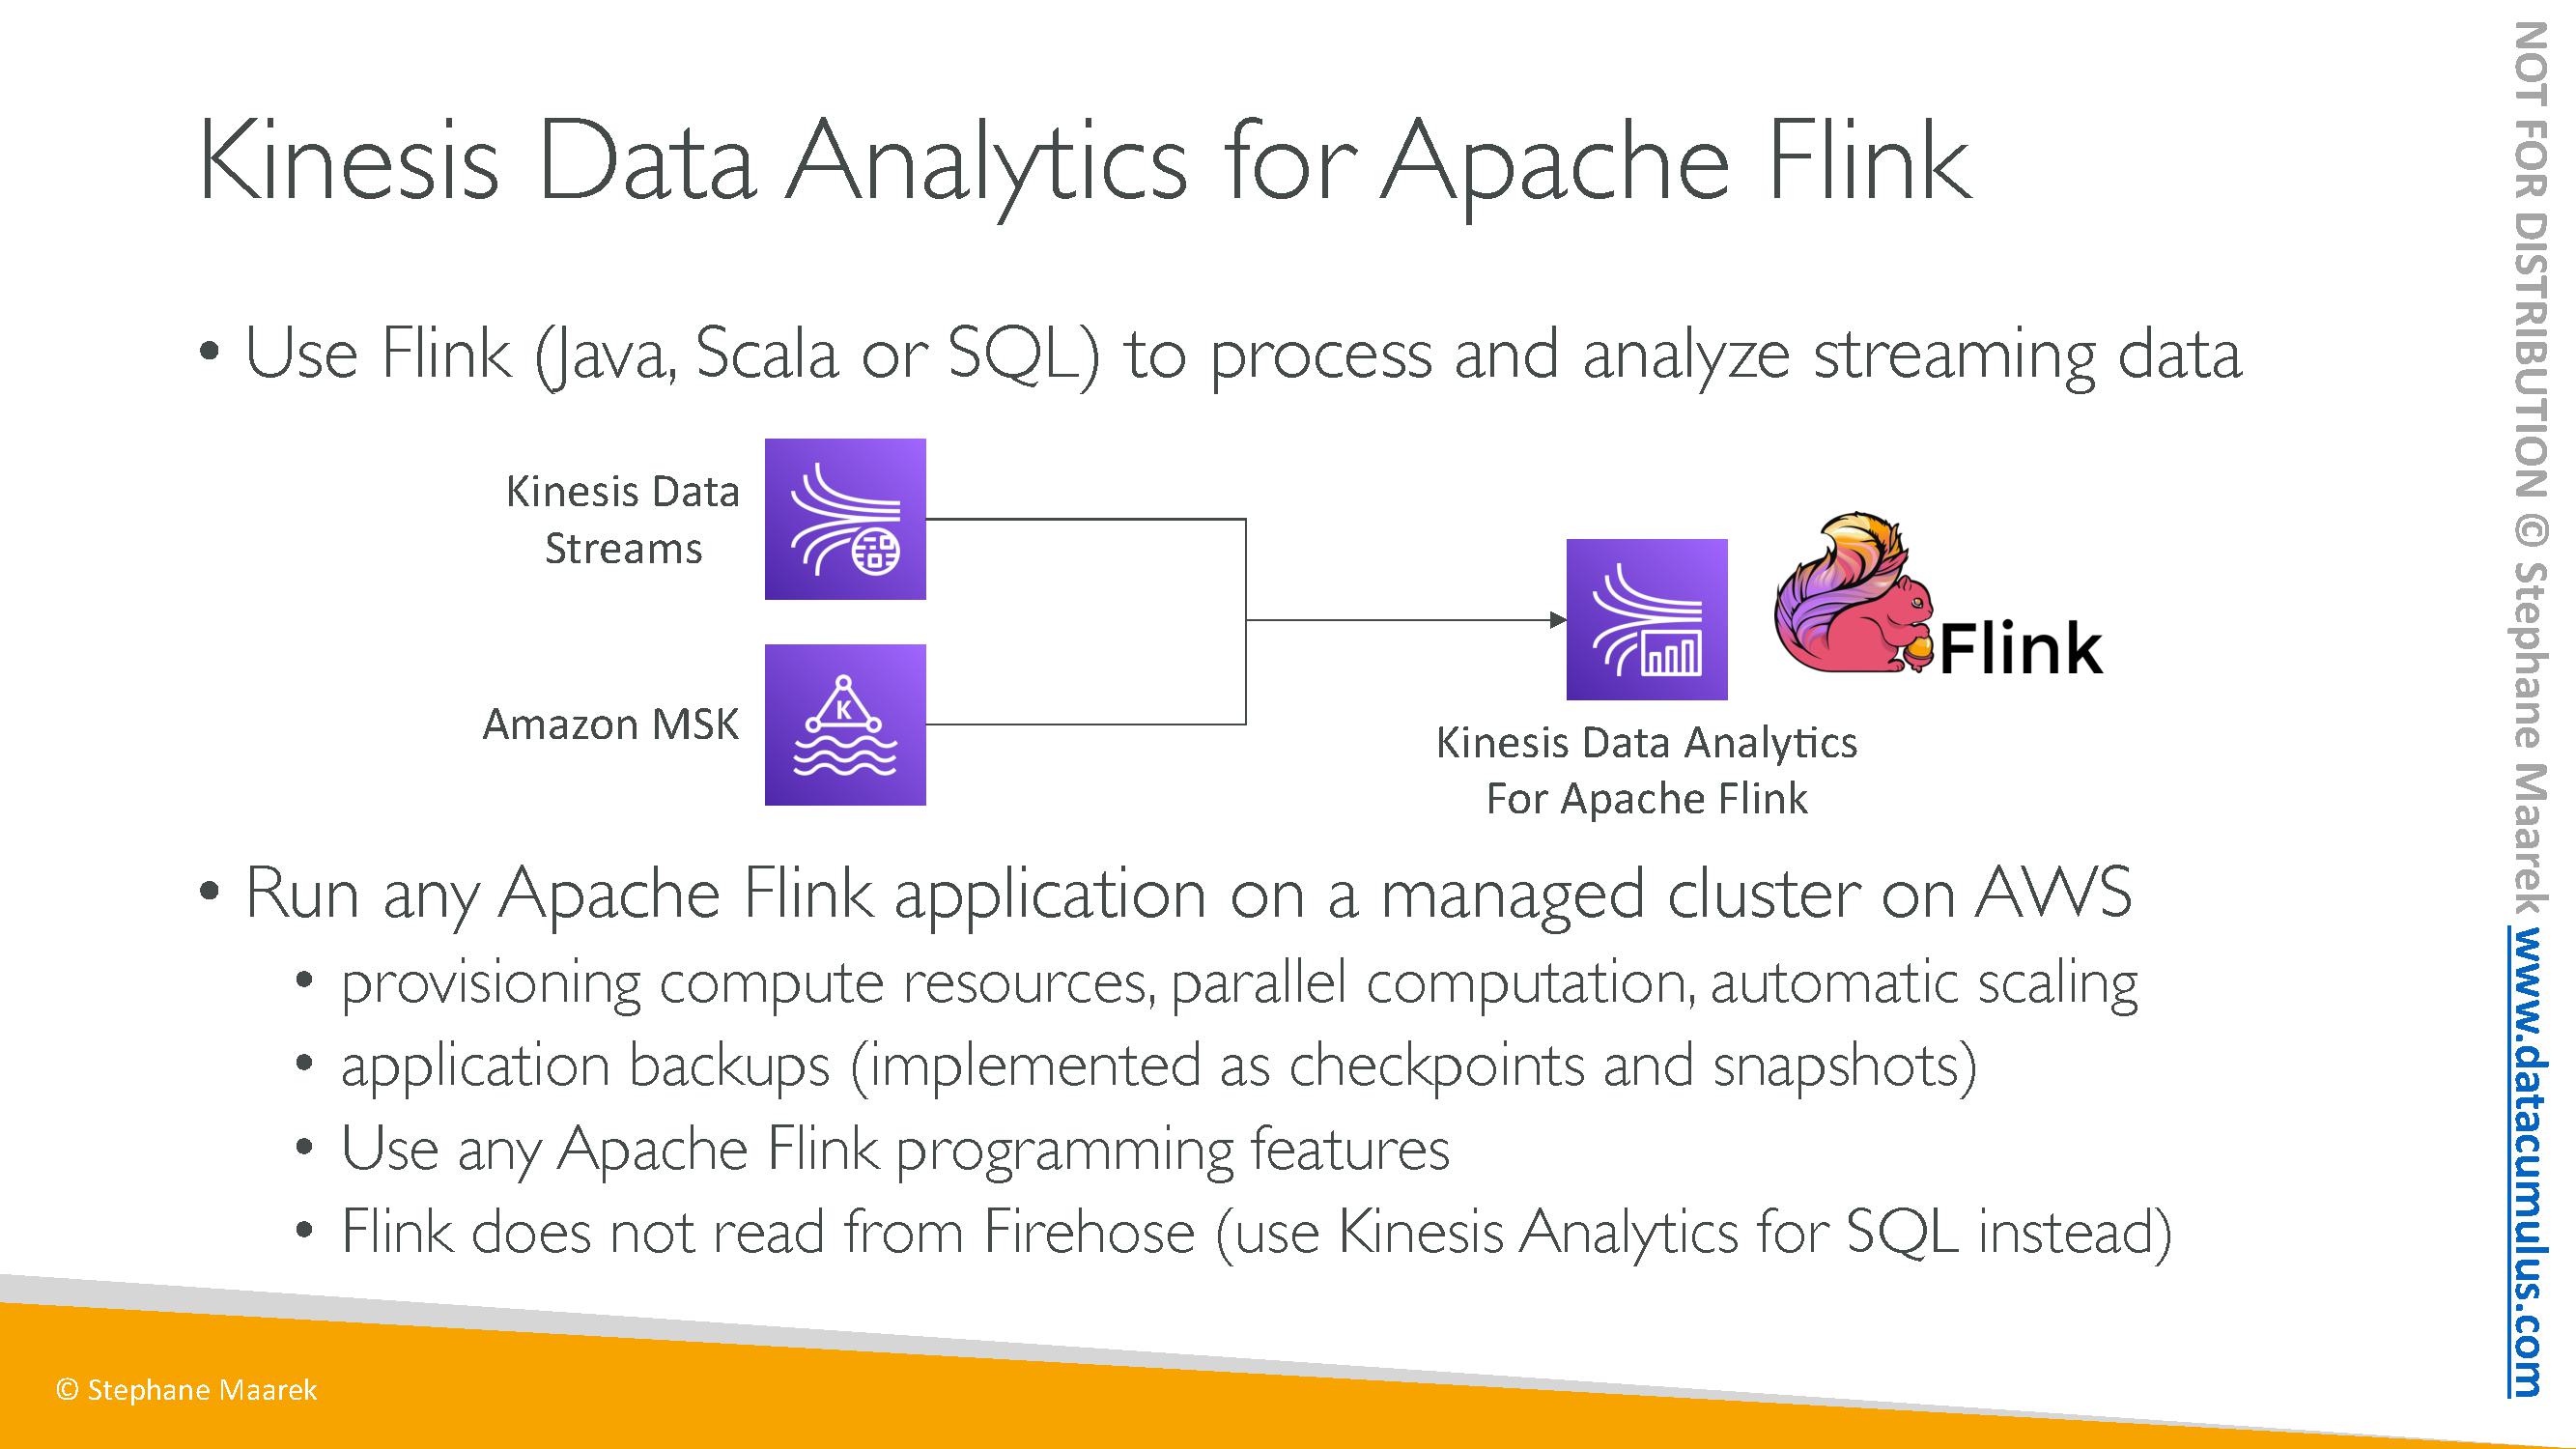 Kinesis Data Analytics for Apache Flink
• Use Flink (Java, Scala or SQL) to process and analyze streaming data
Kinesis Data
Streams
Amazon MSK
K
Flink
Kinesis Data Analytics
For Apache Flink
• Run any Apache Flink application on a managed cluster on AWS
• provisioning compute resources, parallel computation, automatic scaling
• application backups (implemented as checkpoints and snapshots)
• Use any Apache Flink programming features
• Flink does not read from Firehose (use Kinesis Analytics for SQL instead)
© Stephane Maarek
NOT FOR DISTRIBUTION © Stephane Maarek www.datacumulus.com